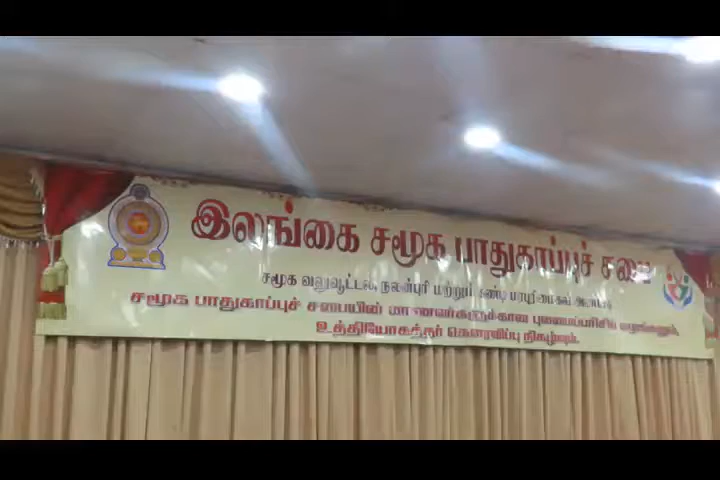 இலங்கை சமூக பாதுகாப்புச் சபை
சமூக வலுவூட்டல், நலன்புரி மற்றும் கண்டி மரபுரிமைகள் அமைச்சு
சமூக பாதுகாப்புச் சபையின் மாணவர்களுக்கான புலமைப்பரிசில் வழங்களும்,
உத்தியோகத்தர் கௌரவிப்பு நிகழ்வும்.